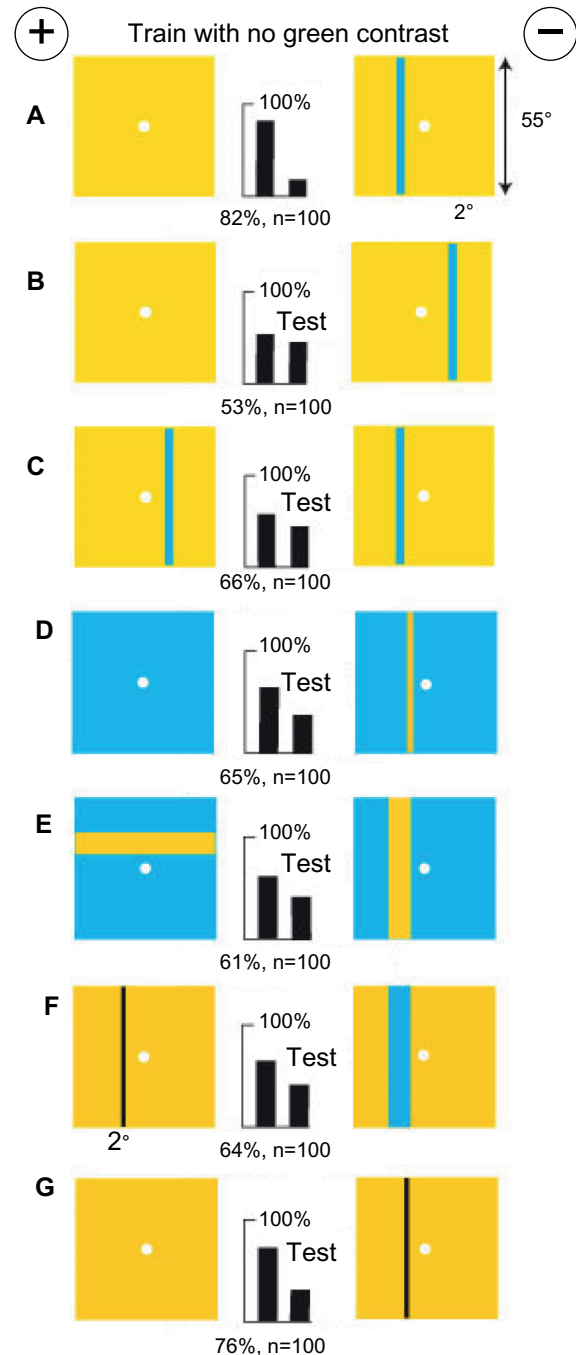 + Train with no green contrast −
A 100% 55°
2°
82%, n=100
B 100%
Test
53%, n=100
C 100%
Test
66%, n=100
D 100%
Test
65%, n=100
E 100%
Test
61%, n=100
F 100%
Test
2°
64%, n=100
G 100%
Test
76%, n=100